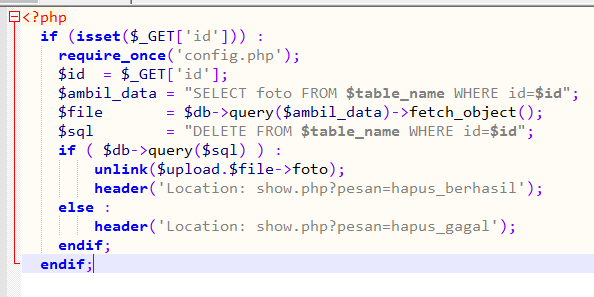 <?php
if (isset($_GET['id'])) :
require_once('config.php');
$id = $_GET['id'];
$ambil_data = "SELECT foto FROM $table_name WHERE id=$id";
$file = $db->query($ambil_data)->fetch_object();
$sql = "DELETE FROM $table_name WHERE id=$id";
if ( $db->query($sql) ) :
unlink($upload.$file->foto);
header('Location: show.php?pesan=hapus_berhasil');
else :
header('Location: show.php?pesan=hapus_gagal');
endif;
endif;